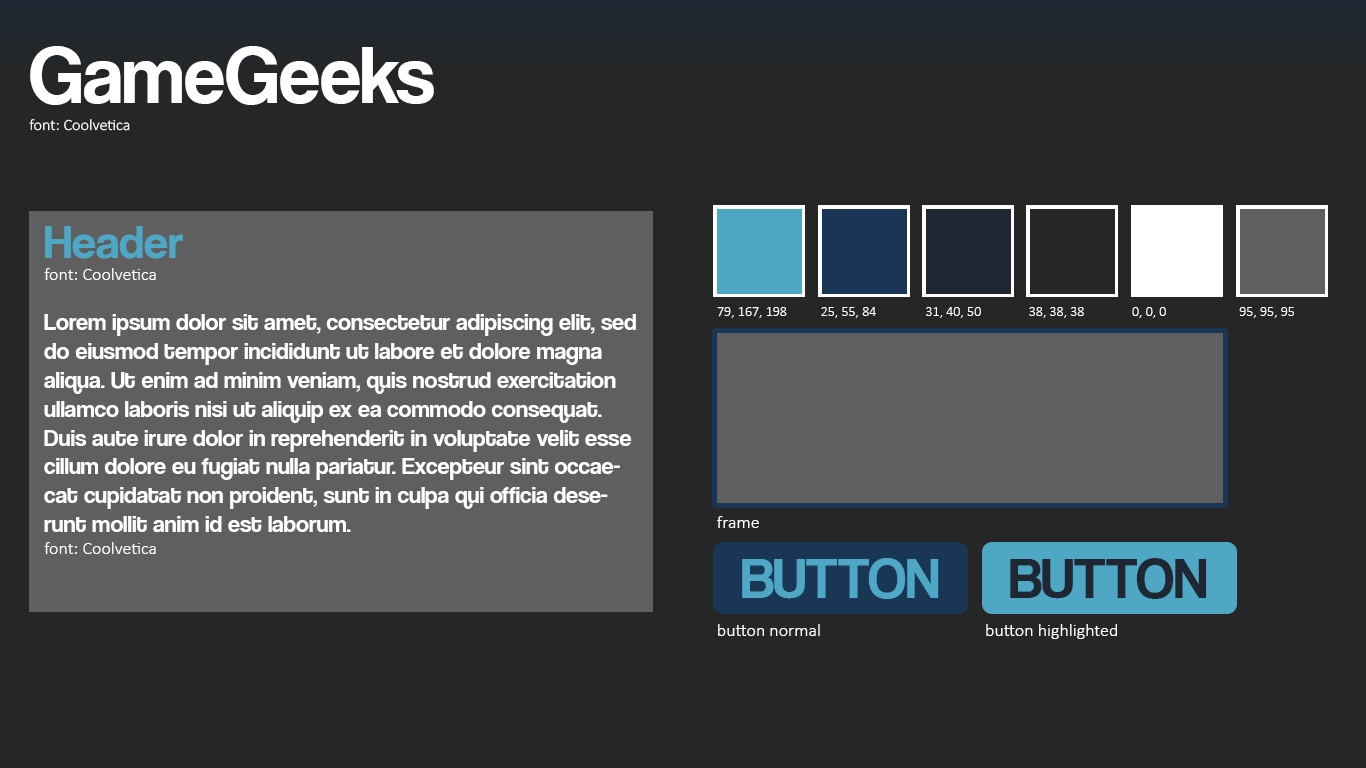 GameGeeks
font: Coolvetica
Header
font: Coolvetica
Lorem ipsum dolor sit amet, consectetur adipiscing elit, sed
do eiusmod tempor incididunt ut labore et dolore magna
aliqua. Ut enim ad minim veniam, quis nostrud exercitation
ullamco laboris nisi ut aliquip ex ea commodo consequat.
Duis aute irure dolor in reprehenderit in voluptate velit esse
cillum dolore eu fugiat nulla pariatur. Excepteur sint occae-
cat cupidatat non proident, sunt in culpa qui officia dese-
runt mollit anim id est laborum.
font: Coolvetica
79, 167, 198 25, 55, 84 31, 40, 50 38, 38, 38 0, 0, 0 95, 95, 95
frame
BUTTON BUTTON
button normal button highlighted